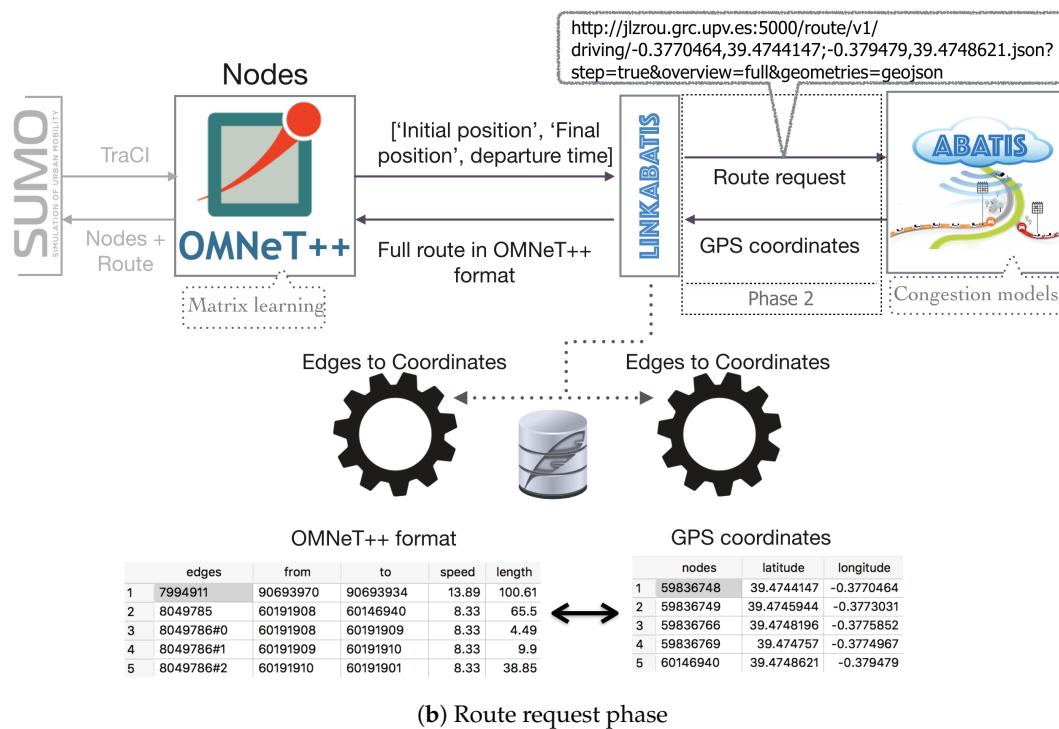 http://jlzrou.grc.upv.es:5000/route/v1/
driving/-0.3770464,39.4744147;-0.379479,39.4748621.json?
step=true&overview=full&geometries=geojson
Nodes
SUMO
SIMULATION OF URBAN MOBILITY
TraCI
Nodes +
Route
OMNeT++
Matrix learning
['Initial position', 'Final
position', departure time]
Full route in OMNeT++
format
LINKABATIS
Route request
GPS coordinates
Phase 2
ABATIS
Congestion models
Edges to Coordinates
Edges to Coordinates
OMNeT++ format
edges from to speed length
1 7994911 90693970 90693934 13.89 100.61
2 8049785 60191908 60146940 8.33 65.5
3 8049786#0 60191908 60191909 8.33 4.49
4 8049786#1 60191909 60191910 8.33 9.9
5 8049786#2 60191910 60191901 8.33 38.85
GPS coordinates
nodes latitude longitude
1 59836748 39.4744147 -0.3770464
2 59836749 39.4745944 -0.3773031
3 59836766 39.4748196 -0.3775852
4 59836769 39.474757 -0.3774967
5 60146940 39.4748621 -0.379479
(b) Route request phase